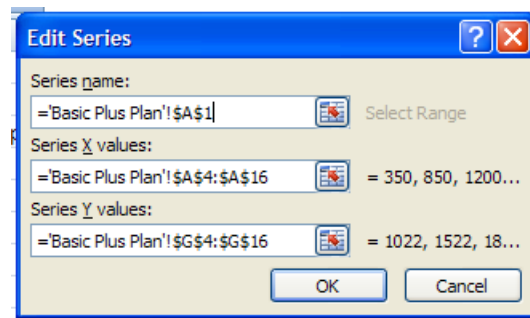 Edit Series
Series name:
='Basic Plus Plan'!$A$1 Select Range
Series X values:
='Basic Plus Plan'!$A$4:$A$16 = 350, 850, 1200...
Series Y values:
='Basic Plus Plan'!$G$4:$G$16 = 1022, 1522, 18...
OK Cancel